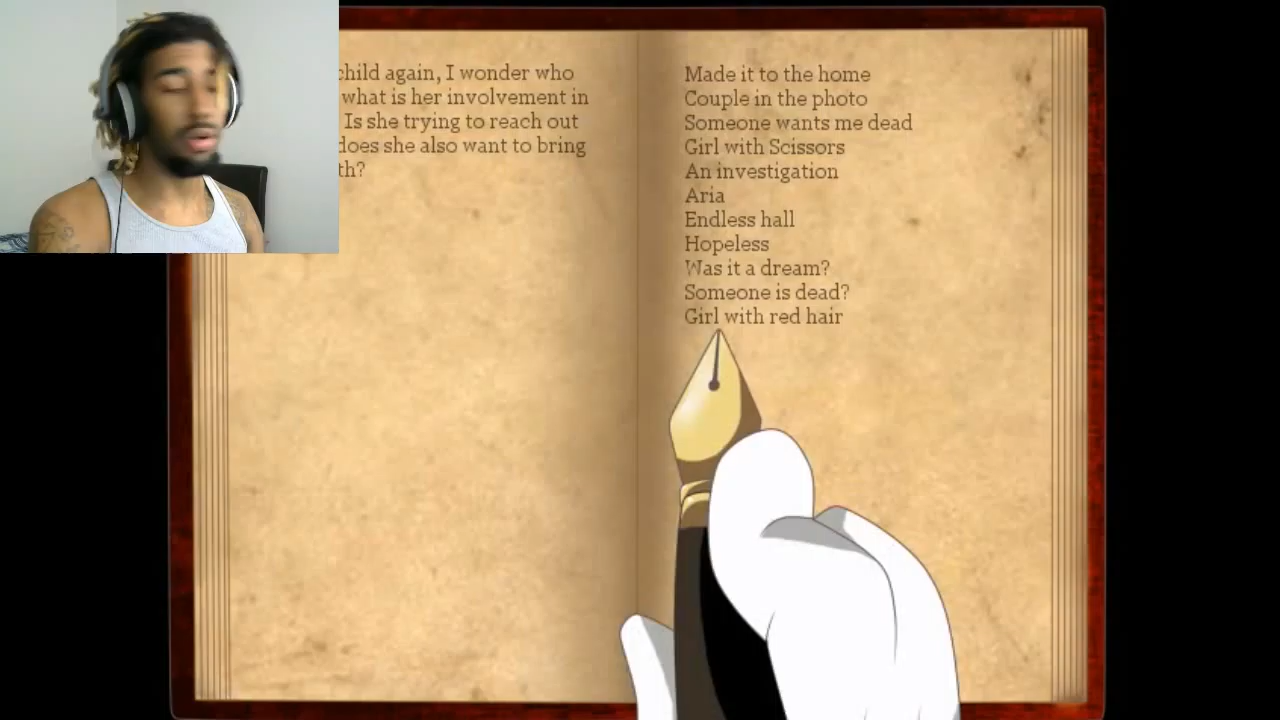 child again, I wonder who
what is her involvement in
Is she trying to reach out
does she also want to bring
th?
Made it to the home
Couple in the photo
Someone wants me dead
Girl with Scissors
An investigation
Aria
Endless hall
Hopeless
Was it a dream?
Someone is dead?
Girl with red hair